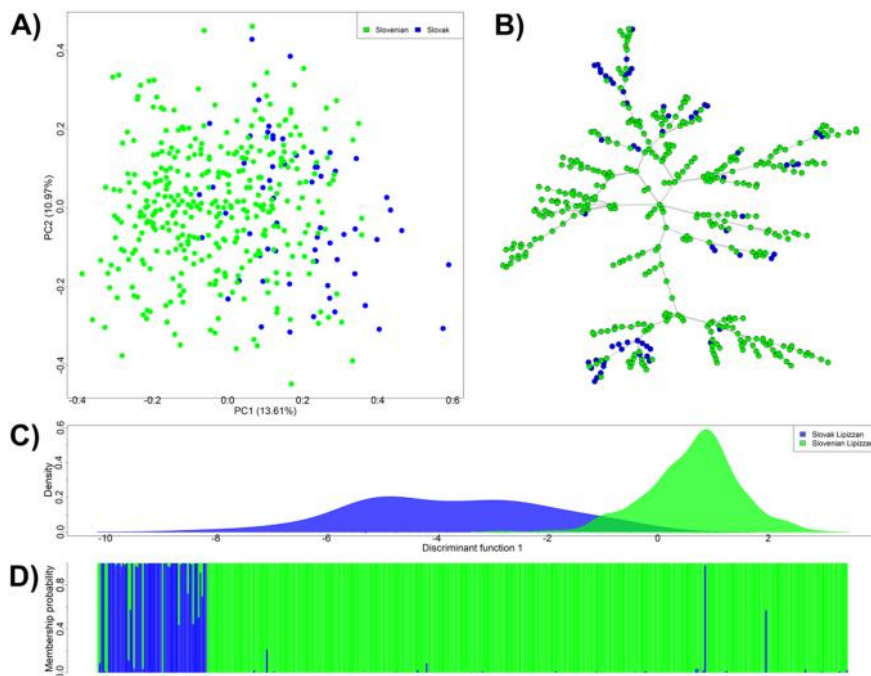 A)
Slovenian Slovak
0.4
0.2
0.0
-0.2
-0.4
PC2 (10.97%)
-0.4 -0.2 0.0 0.2 0.4 0.6
PC1 (13.61%)
B)
C)
Slovak Lipizzan
Slovenian Lipizzan
0.6
0.4
0.2
0.0
Density
-10 -8 -6 -4 -2 0 2
Discriminant function 1
D)
0.8
0.4
0.0
Membership probability